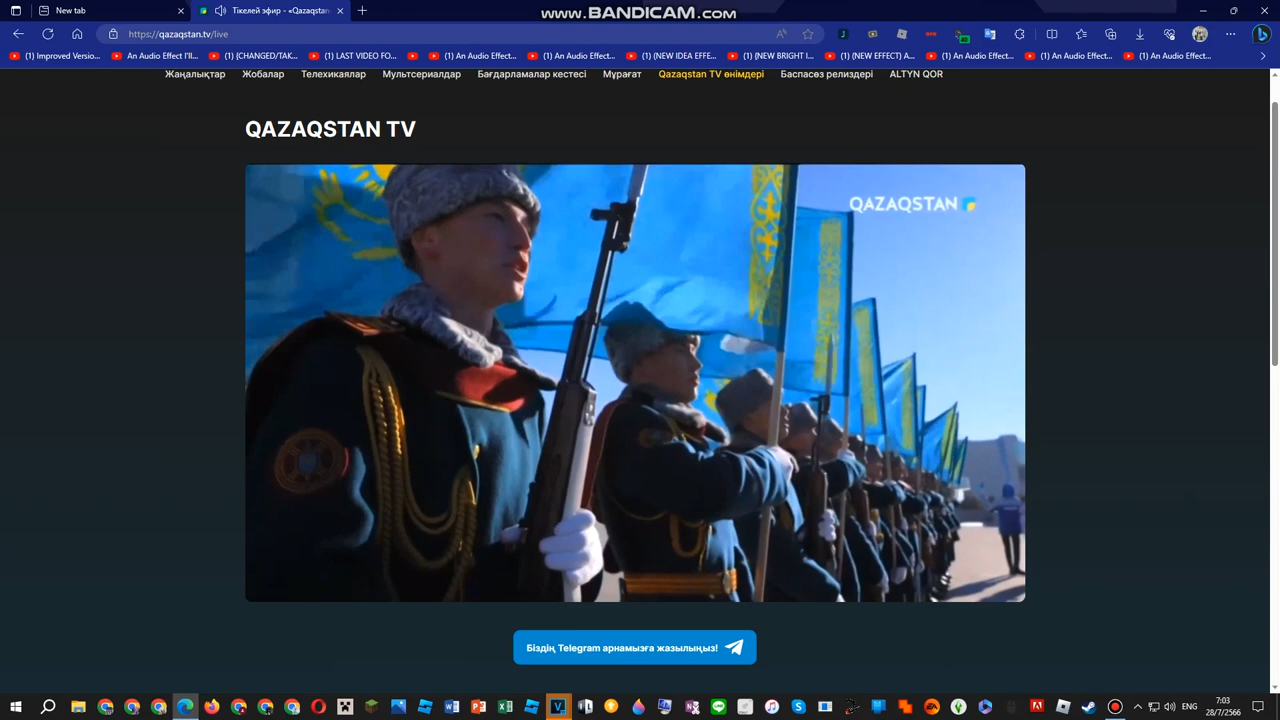 www.BANDICAM.com
New tab
Тікелей эфир - «Qazaqstan
https://qazaqstan.tv/live
(1) Improved Versio...
An Audio Effect I'll...
(1) [CHANGED/TAK...
(1) LAST VIDEO FO...
(1) An Audio Effect...
(1) An Audio Effect...
(1) (NEW IDEA EFFE...
(1) [NEW BRIGHT I...
(1) (NEW EFFECT) A...
(1) An Audio Effect...
(1) An Audio Effect...
(1) An Audio Effect...
Жаңалықтар
Жобалар
Телехикаялар
Мультсериалдар
Бағдарламалар кестесі
Мұрағат
Qazaqstan TV өнімдері
Баспасөз релиздері
ALTYN QOR
QAZAQSTAN TV
QAZAQSTAN
Біздің Telegram арнамызға жазылыңыз!
ENG
7:03
28/7/2566